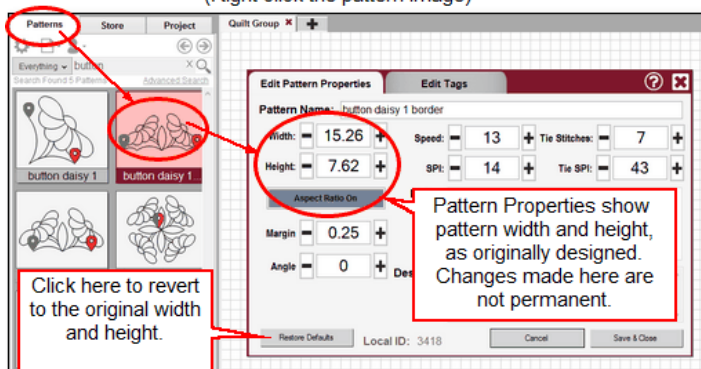 (Right click the pattern image)
Patterns Store Project
Quilt Group
Everything button
Search Found 5 Patterns Advanced Search
button daisy 1
button daisy 1...
Click here to revert
to the original width
and height.
Edit Pattern Properties Edit Tags
Pattern Name: button daisy 1 border
Width: 15.26 Speed: 13 Tie Stitches: 7
Height: 7.62 SPI: 14 Tie SPI: 43
Aspect Ratio On
Margin 0.25
Angle 0 Des
Pattern Properties show
pattern width and height,
as originally designed.
Changes made here are
not permanent.
Restore Defaults Local ID: 3418 Cancel Save & Close